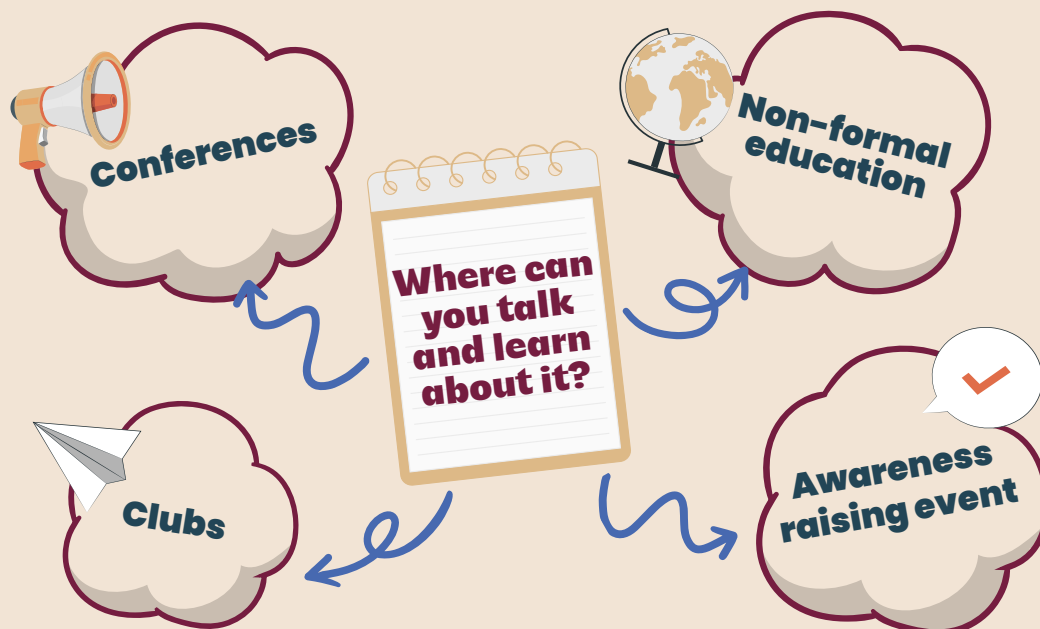 Conferences
Non-formal
education
Where can
you talk
and learn
about it?
Clubs
Awareness
raising event